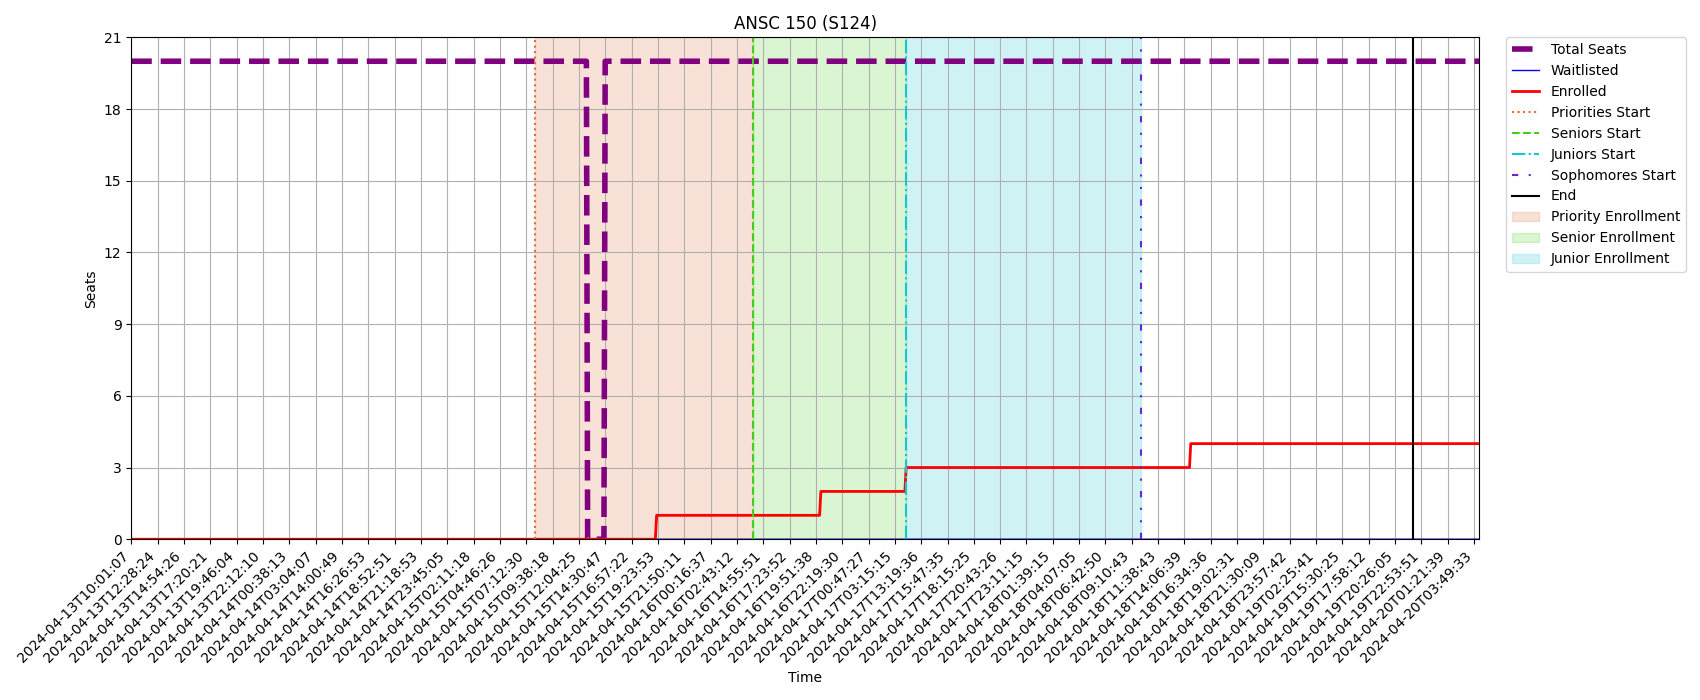 ANSC 150 (S124)
21
18
15
12
9
6
3
0
Seats
2024-04-13T10:01:07
2024-04-13T12:28:24
2024-04-13T14:54:26
2024-04-13T17:20:21
2024-04-13T19:46:04
2024-04-13T22:12:10
2024-04-14T00:38:13
2024-04-14T03:04:07
2024-04-14T14:00:49
2024-04-14T16:26:53
2024-04-14T18:52:51
2024-04-14T21:18:53
2024-04-14T23:45:05
2024-04-15T02:11:18
2024-04-15T04:46:26
2024-04-15T07:12:30
2024-04-15T09:38:18
2024-04-15T12:04:25
2024-04-15T14:30:47
2024-04-15T16:57:22
2024-04-15T19:23:53
2024-04-15T21:50:11
2024-04-16T00:16:37
2024-04-16T02:43:12
2024-04-16T14:55:51
2024-04-16T17:23:52
2024-04-16T19:51:38
2024-04-16T22:19:30
2024-04-17T00:47:27
2024-04-17T03:15:15
2024-04-17T13:19:36
2024-04-17T15:47:35
2024-04-17T18:15:25
2024-04-17T20:43:26
2024-04-17T23:11:15
2024-04-18T01:39:15
2024-04-18T04:07:05
2024-04-18T06:42:50
2024-04-18T09:10:43
2024-04-18T11:38:43
2024-04-18T14:06:39
2024-04-18T16:34:36
2024-04-18T19:02:31
2024-04-18T21:30:09
2024-04-18T23:57:42
2024-04-19T02:25:41
2024-04-19T15:30:25
2024-04-19T17:58:12
2024-04-19T20:26:05
2024-04-19T22:53:51
2024-04-20T01:21:39
2024-04-20T03:49:33
Time
Total Seats
Waitlisted
Enrolled
Priorities Start
Seniors Start
Juniors Start
Sophomores Start
End
Priority Enrollment
Senior Enrollment
Junior Enrollment